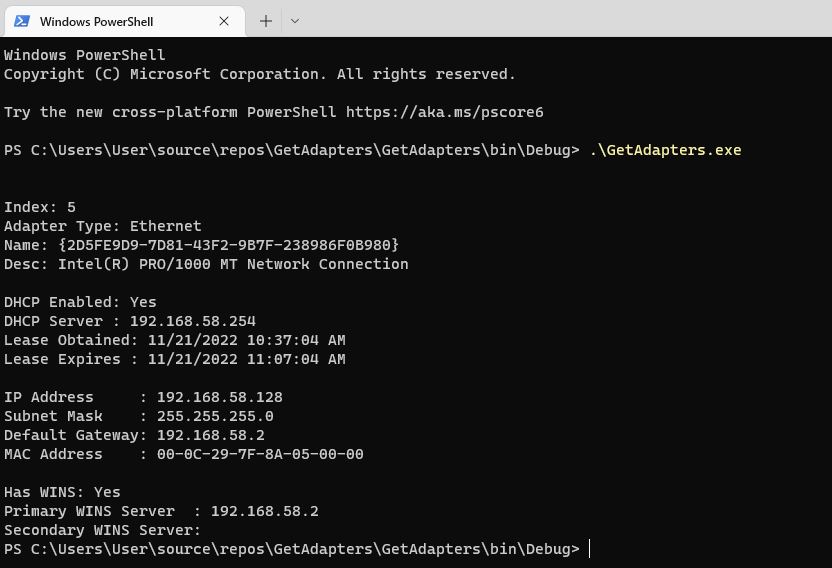 Windows PowerShell
Windows PowerShell
Copyright (C) Microsoft Corporation. All rights reserved.
Try the new cross-platform PowerShell https://aka.ms/pscore6
PS C:\Users\User\source\repos\GetAdapters\GetAdapters\bin\Debug> .\GetAdapters.exe
Index: 5
Adapter Type: Ethernet
Name: {2D5FE9D9-7D81-43F2-9B7F-238986F0B980}
Desc: Intel(R) PRO/1000 MT Network Connection
DHCP Enabled: Yes
DHCP Server : 192.168.58.254
Lease Obtained: 11/21/2022 10:37:04 AM
Lease Expires : 11/21/2022 11:07:04 AM
IP Address     : 192.168.58.128
Subnet Mask    : 255.255.255.0
Default Gateway: 192.168.58.2
MAC Address    : 00-0C-29-7F-8A-05-00-00
Has WINS: Yes
Primary WINS Server  : 192.168.58.2
Secondary WINS Server:
PS C:\Users\User\source\repos\GetAdapters\GetAdapters\bin\Debug>